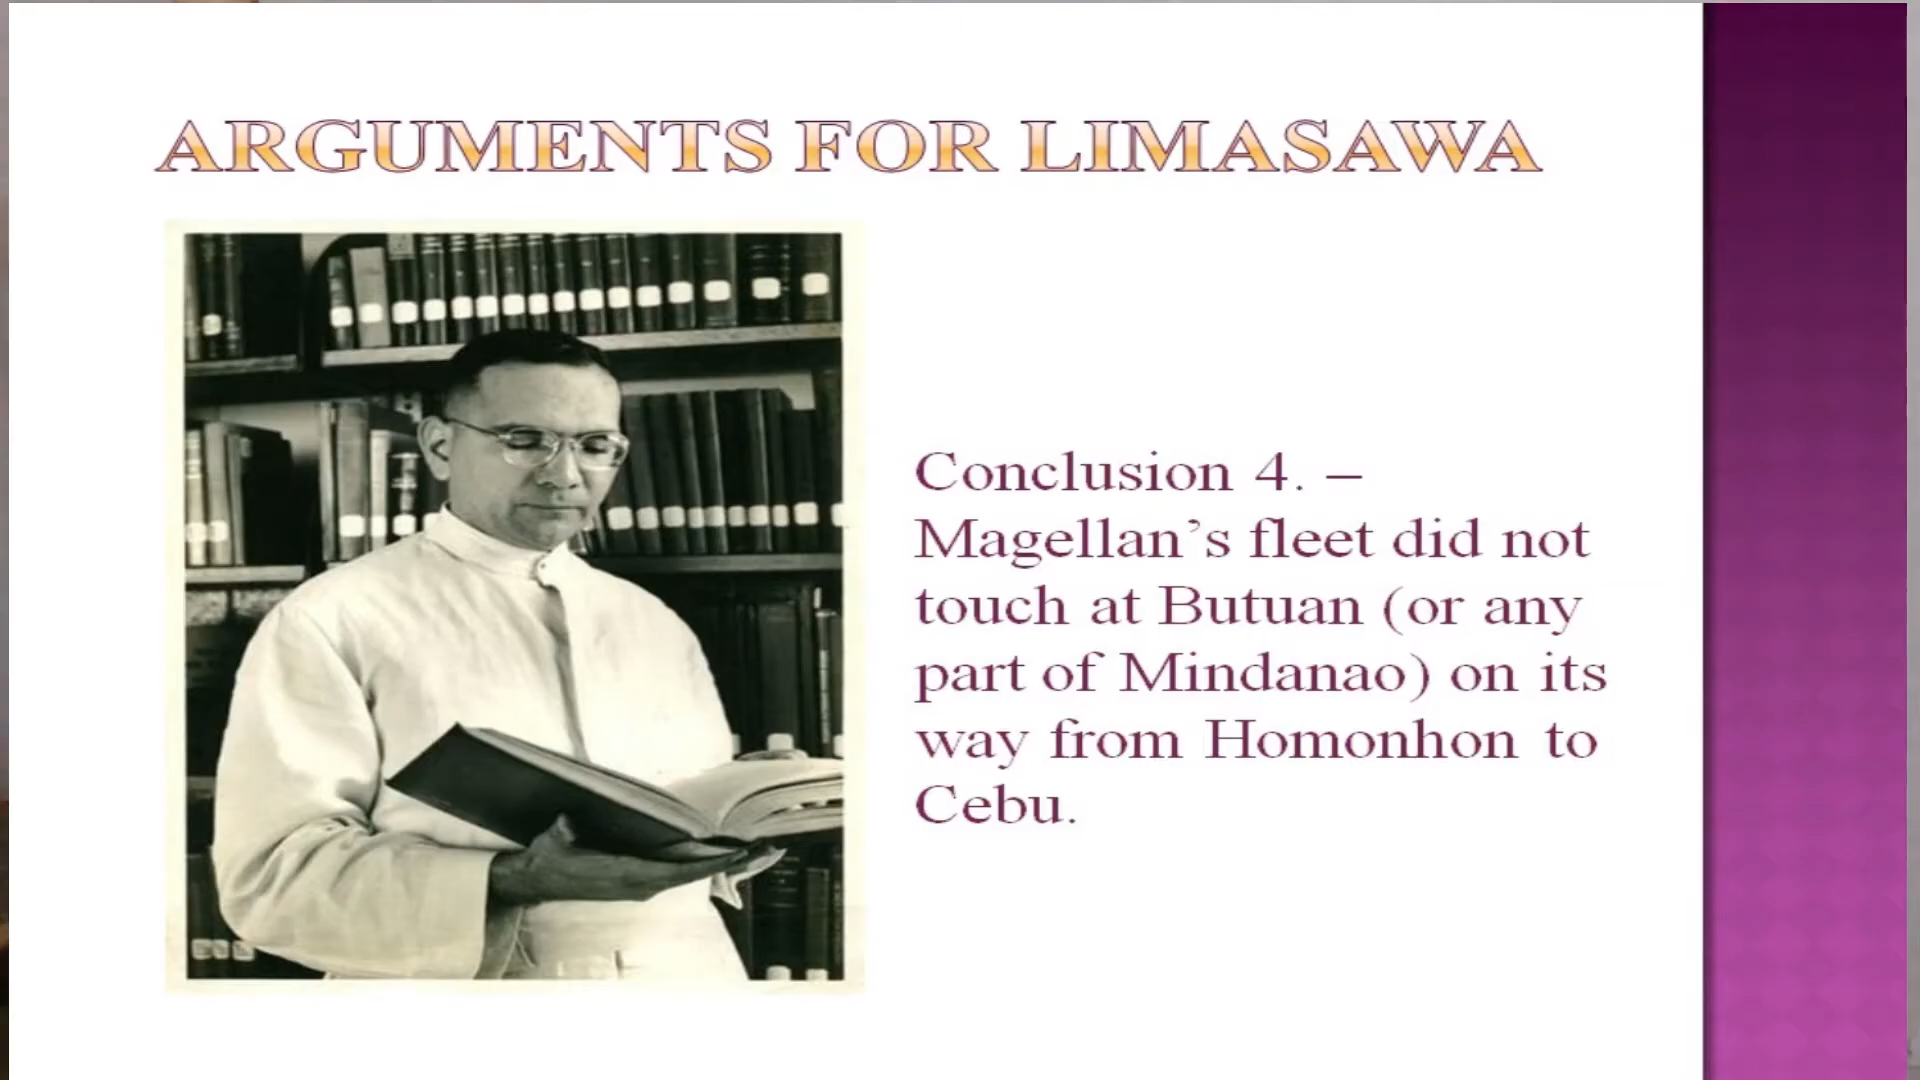 ARGUMENTS FOR LIMASAWA
Conclusion 4. –
Magellan’s fleet did not
touch at Butuan (or any
part of Mindanao) on its
way from Homonhon to
Cebu.